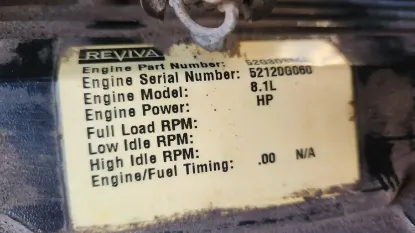 REVIVA
Engine Part Number:
Engine Serial Number: 52120G060
Engine Model: 8.1L
Engine Power: HP
Full Load RPM:
Low Idle RPM:
High Idle RPM:
Engine/Fuel Timing: .00 N/A